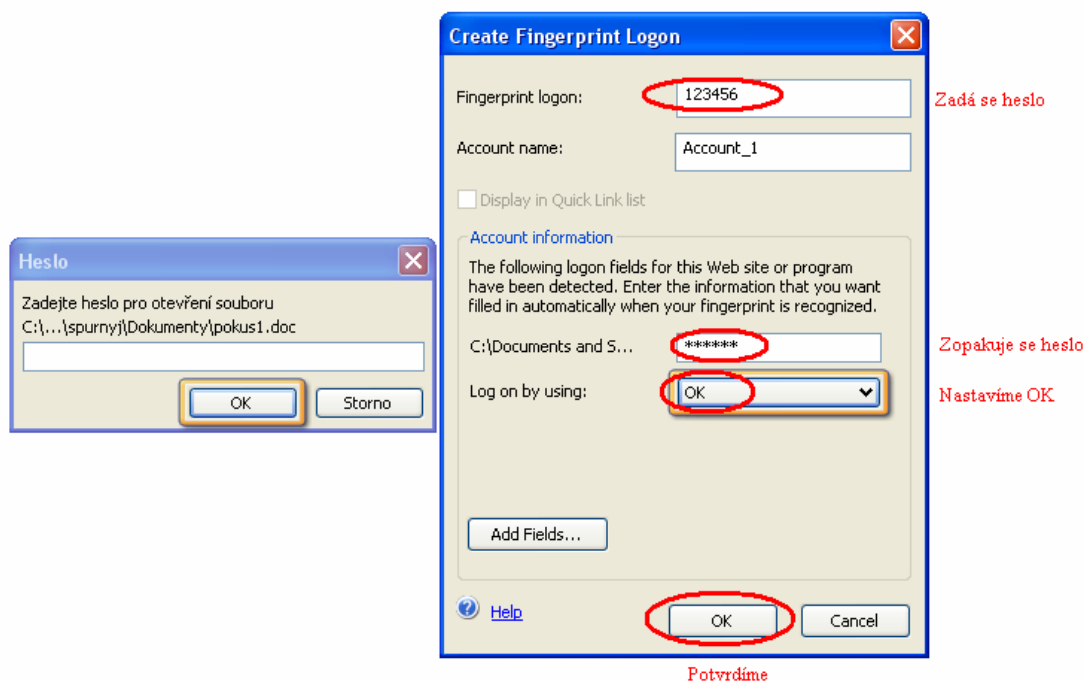 Create Fingerprint Logon
Fingerprint logon:
123456
Zadá se heslo
Account name:
Account_1
Display in Quick Link list
Account information
The following logon fields for this Web site or program
have been detected. Enter the information that you want
filled in automatically when your fingerprint is recognized.
C:\Documents and S...
******
Zopakuje se heslo
Log on by using:
OK
Nastavíme OK
Add Fields...
Help
OK
Cancel
Potvrdíme
Heslo
Zadejte heslo pro otevření souboru
C:\...\spurnyj\Dokumenty\pokus1.doc
OK
Storno